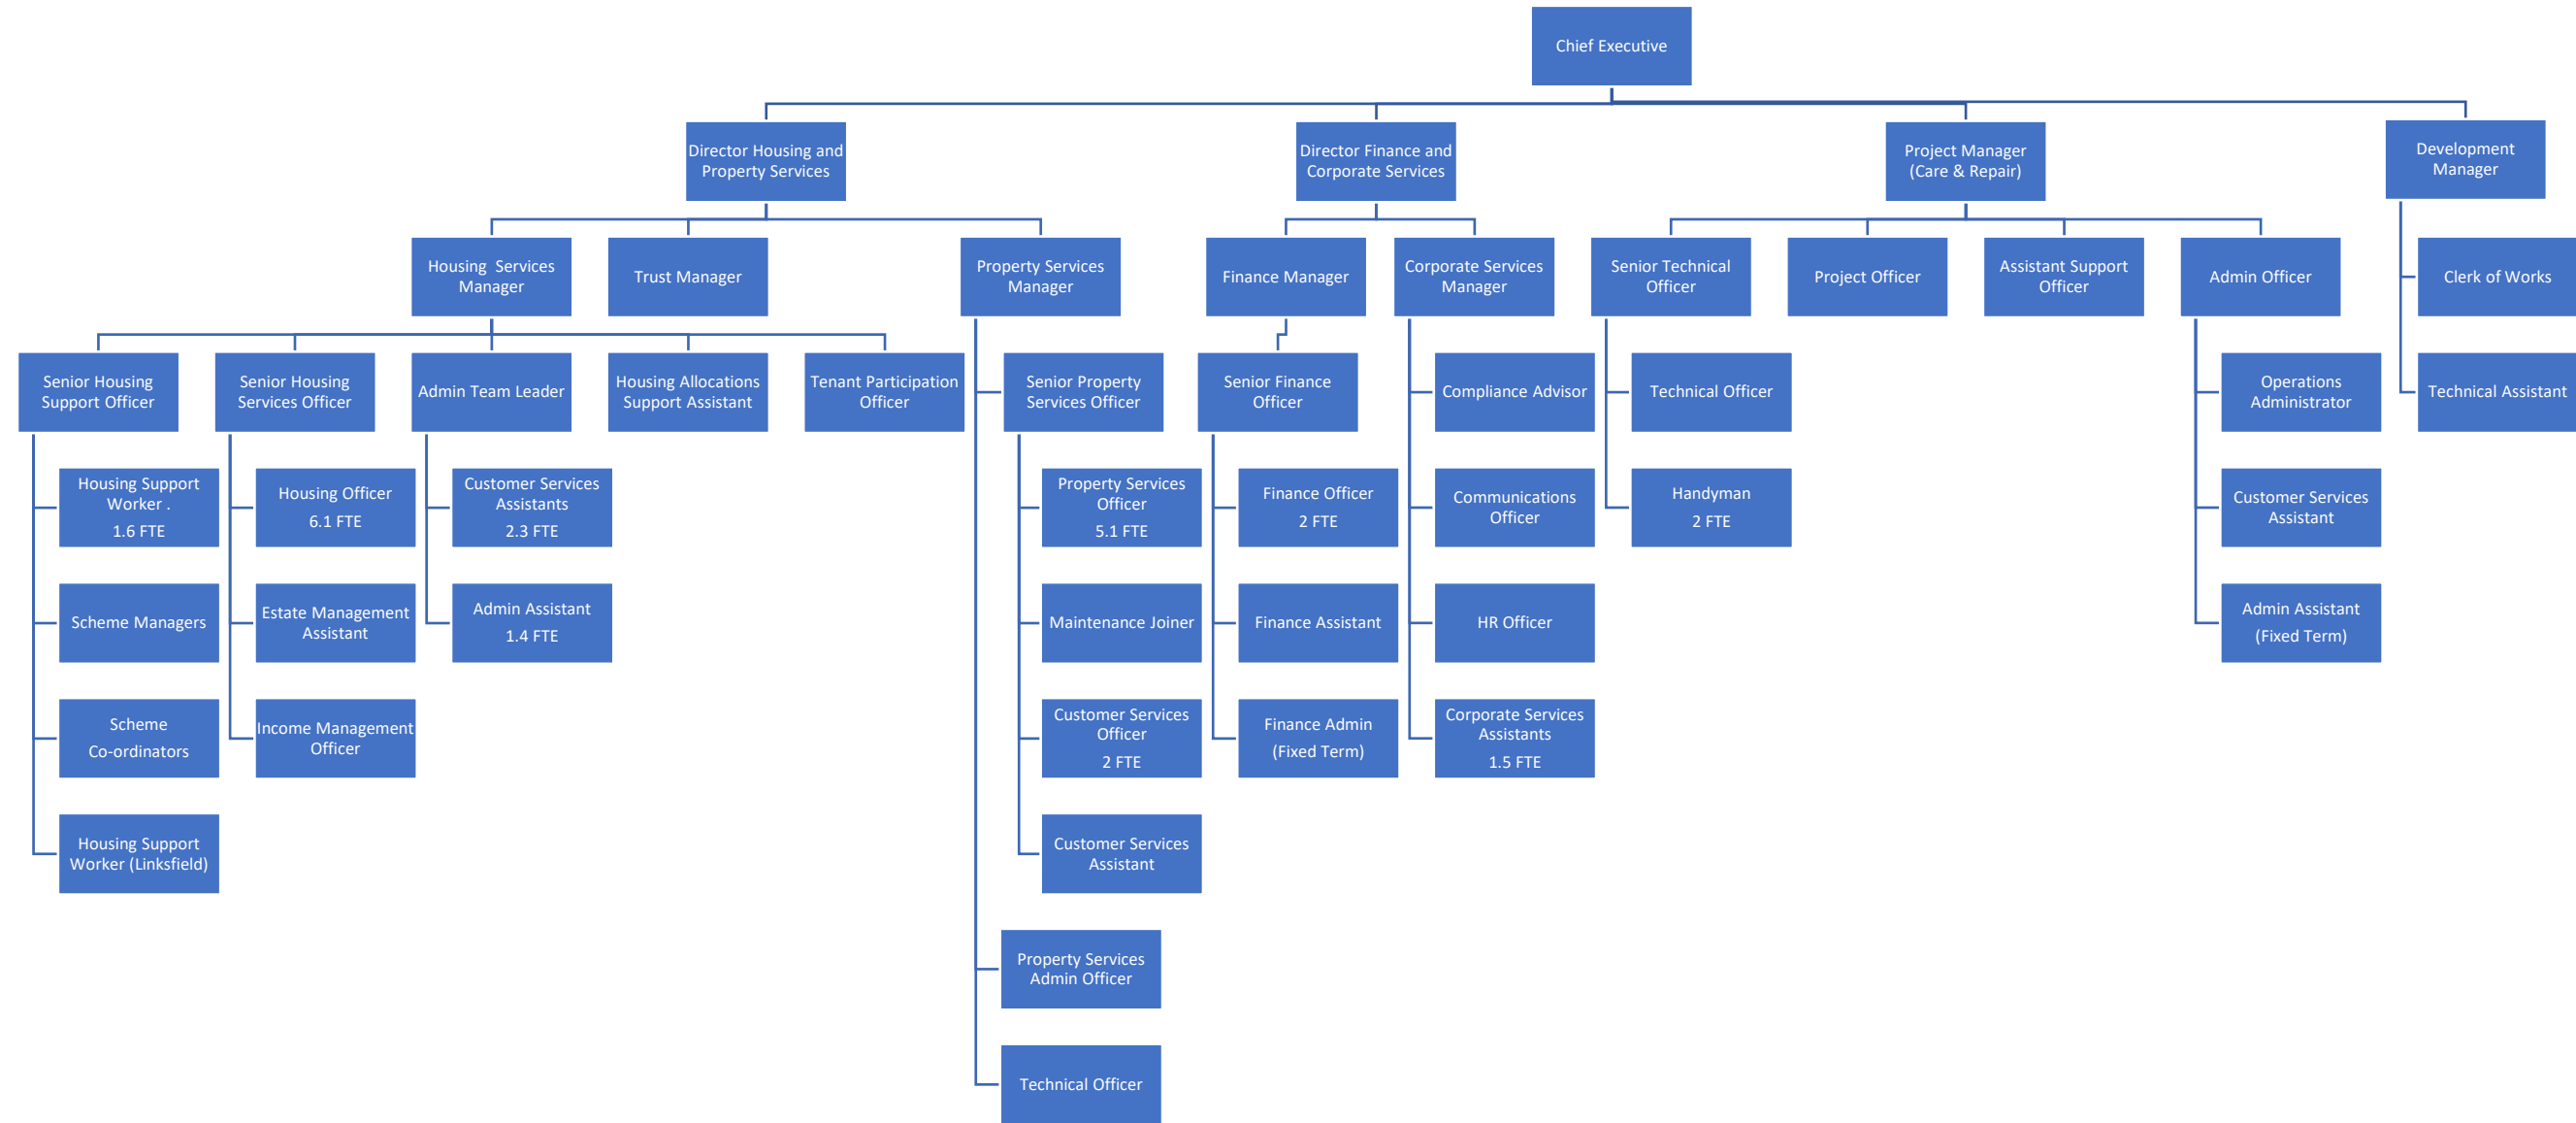 Chief Executive
Director Housing and
Property Services
Director Finance and
Corporate Services
Project Manager
(Care & Repair)
Development
Manager
Housing  Services
Manager
Trust Manager
Property Services
Manager
Finance Manager
Corporate Services
Manager
Senior Technical
Officer
Project Officer
Assistant Support
Officer
Admin Officer
Clerk of Works
Senior Housing
Support Officer
Senior Housing
Services Officer
Admin Team Leader
Housing Allocations
Support Assistant
Tenant Participation
Officer
Senior Property
Services Officer
Senior Finance
Officer
Compliance Advisor
Technical Officer
Operations
Administrator
Technical Assistant
Housing Support
Worker .
1.6 FTE
Housing Officer
6.1 FTE
Customer Services
Assistants
2.3 FTE
Property Services
Officer
5.1 FTE
Finance Officer
2 FTE
Communications
Officer
Handyman
2 FTE
Customer Services
Assistant
Scheme Managers
Estate Management
Assistant
Admin Assistant
1.4 FTE
Maintenance Joiner
Finance Assistant
HR Officer
Admin Assistant
(Fixed Term)
Scheme
Co-ordinators
Income Management
Officer
Customer Services
Officer
2 FTE
Finance Admin
(Fixed Term)
Corporate Services
Assistants
1.5 FTE
Housing Support
Worker (Linksfield)
Customer Services
Assistant
Property Services
Admin Officer
Technical Officer